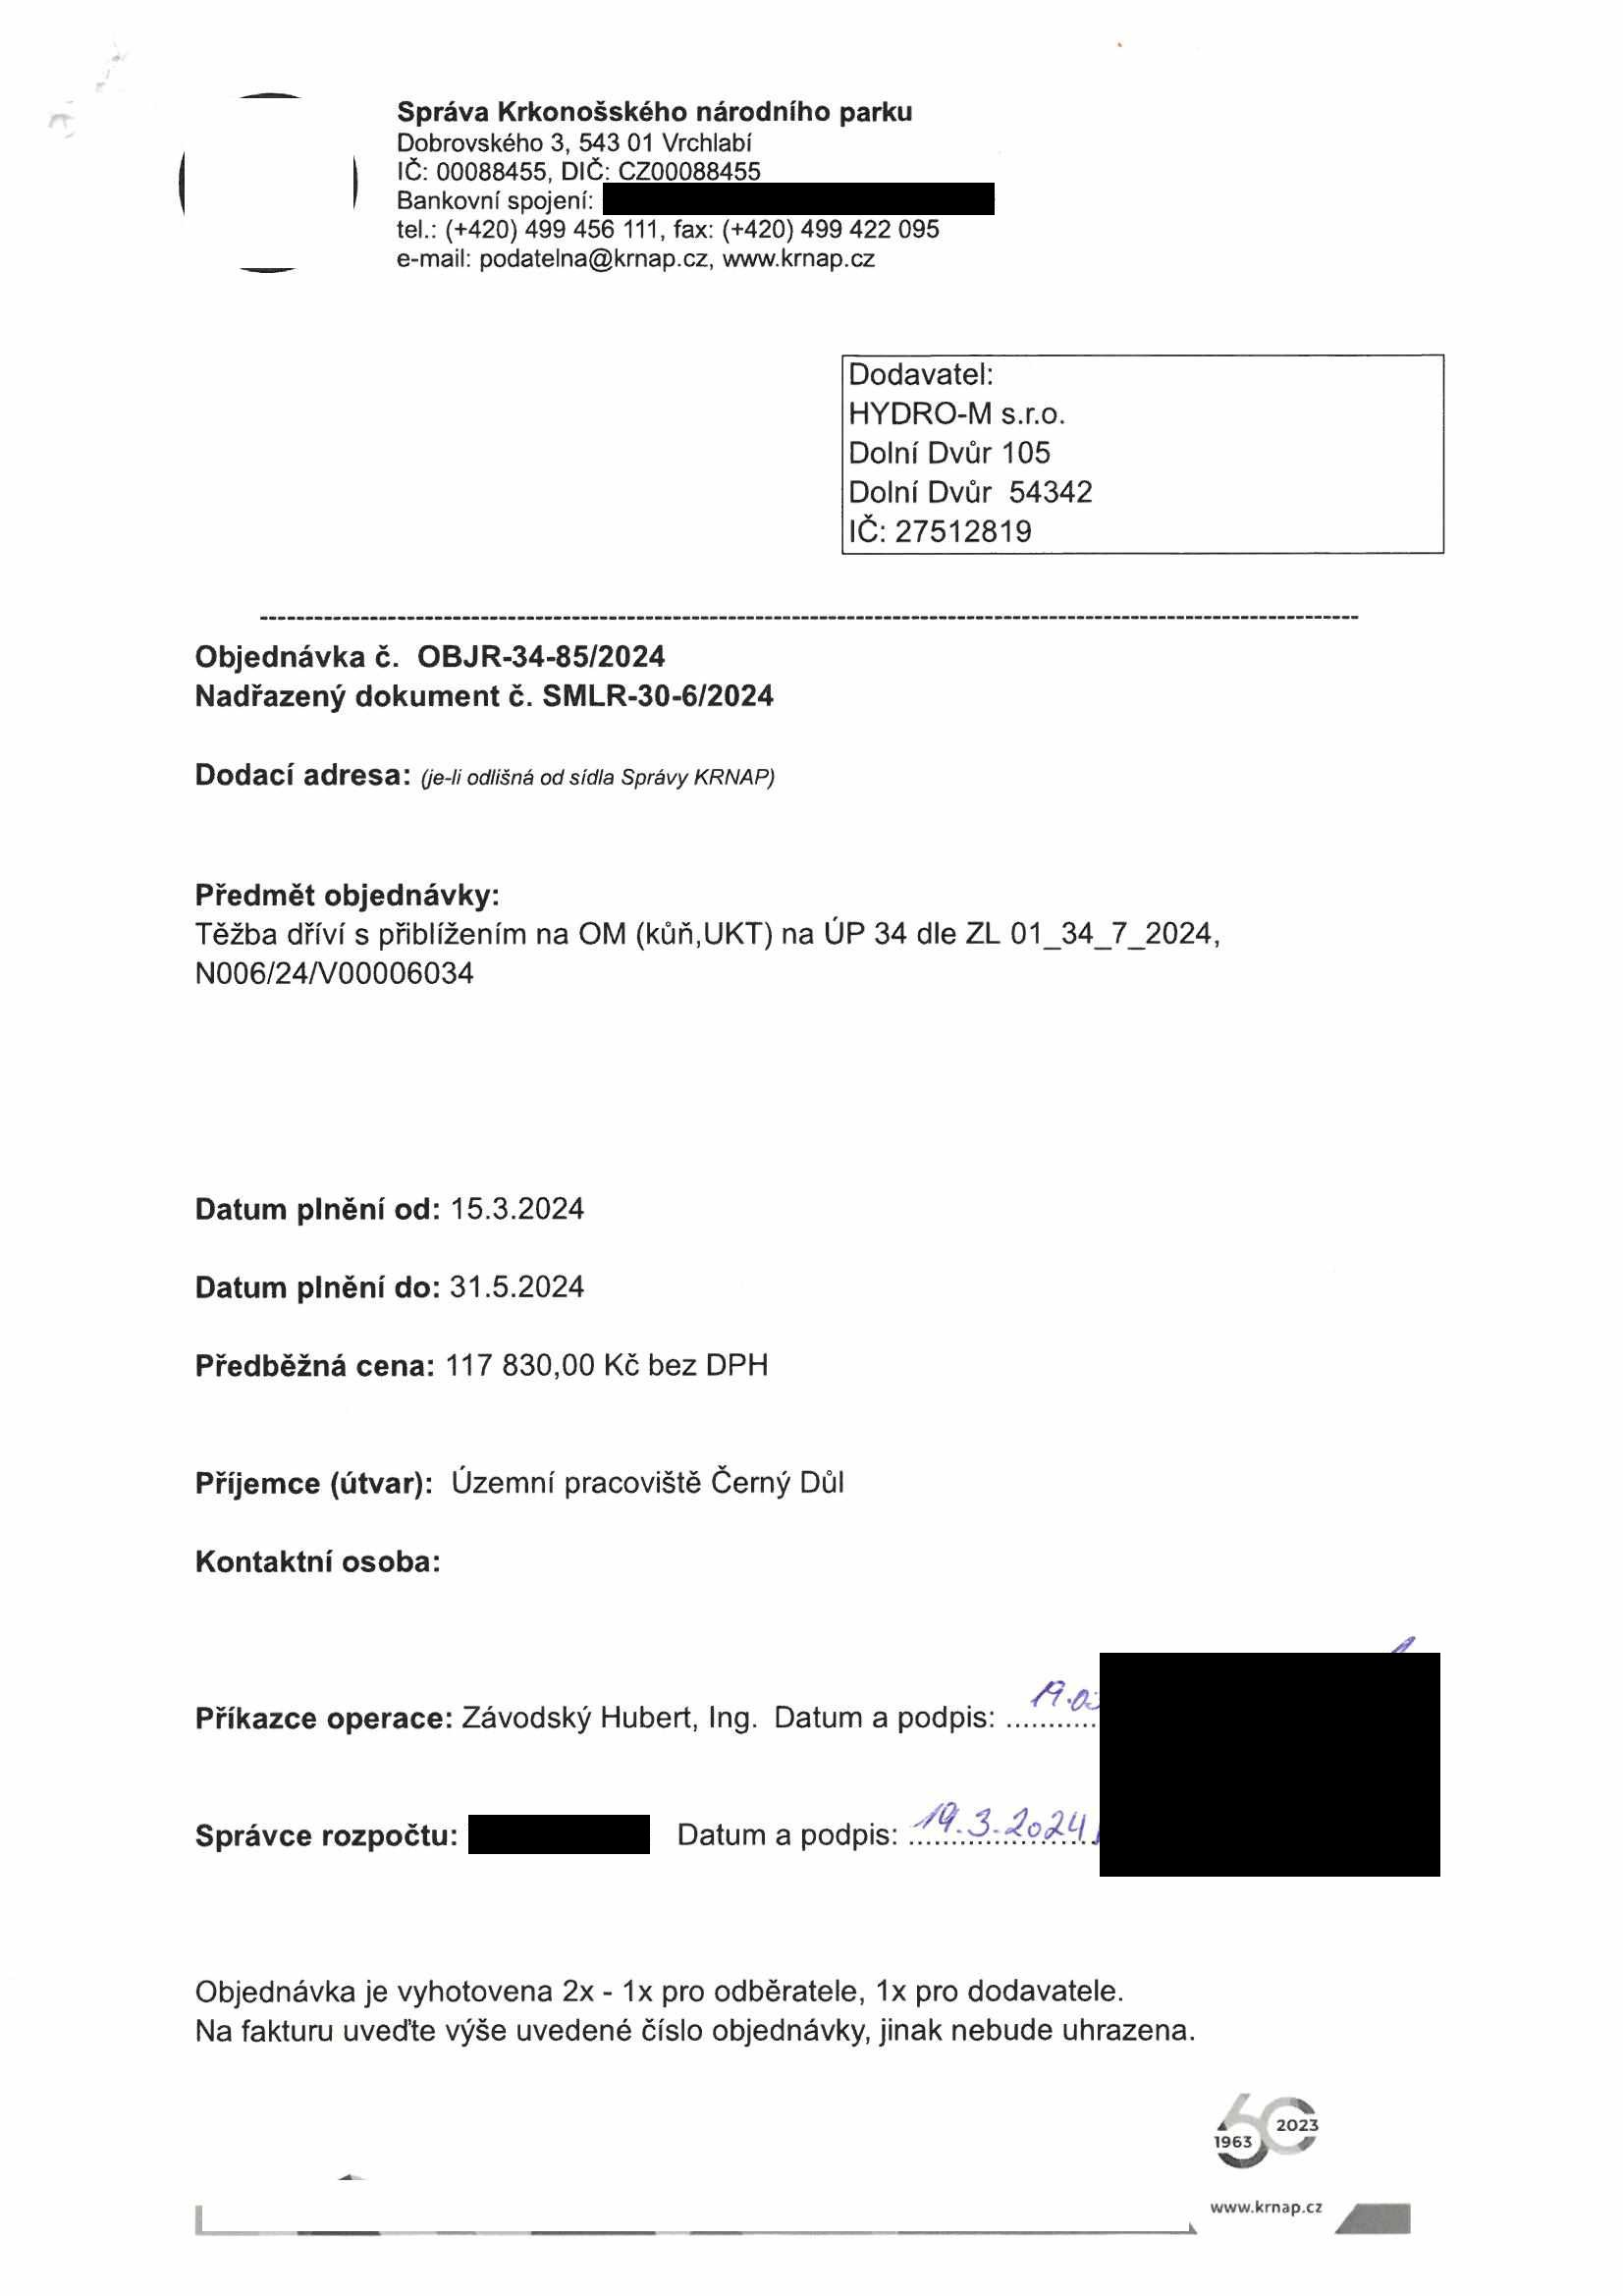 Správa Krkonošského národního parku
Dobrovského 3, 543 01 Vrchlabí
IČ: 00088455, DIČ: CZ00088455
Bankovní spojení:
tel.: (+420) 499 456 111, fax: (+420) 499 422 095
e-mail: podatelna@krnap.cz, www.krnap.cz
Dodavatel:
HYDRO-M s.r.o.
Dolní Dvůr 105
Dolní Dvůr  54342
IČ: 27512819
Objednávka č.  OBJR-34-85/2024
Nadřazený dokument č. SMLR-30-6/2024
Dodací adresa: (je-li odlišná od sídla Správy KRNAP)
Předmět objednávky:
Těžba dříví s přiblížením na OM (kůň,UKT) na ÚP 34 dle ZL 01_34_7_2024,
N006/24/V00006034
Datum plnění od: 15.3.2024
Datum plnění do: 31.5.2024
Předběžná cena: 117 830,00 Kč bez DPH
Příjemce (útvar):  Územní pracoviště Černý Důl
Kontaktní osoba:
Příkazce operace: Závodský Hubert, Ing.  Datum a podpis: 19.03
Správce rozpočtu: Datum a podpis: 19.3.2024
Objednávka je vyhotovena 2x - 1x pro odběratele, 1x pro dodavatele.
Na fakturu uveďte výše uvedené číslo objednávky, jinak nebude uhrazena.
60
1963 2023
www.krnap.cz